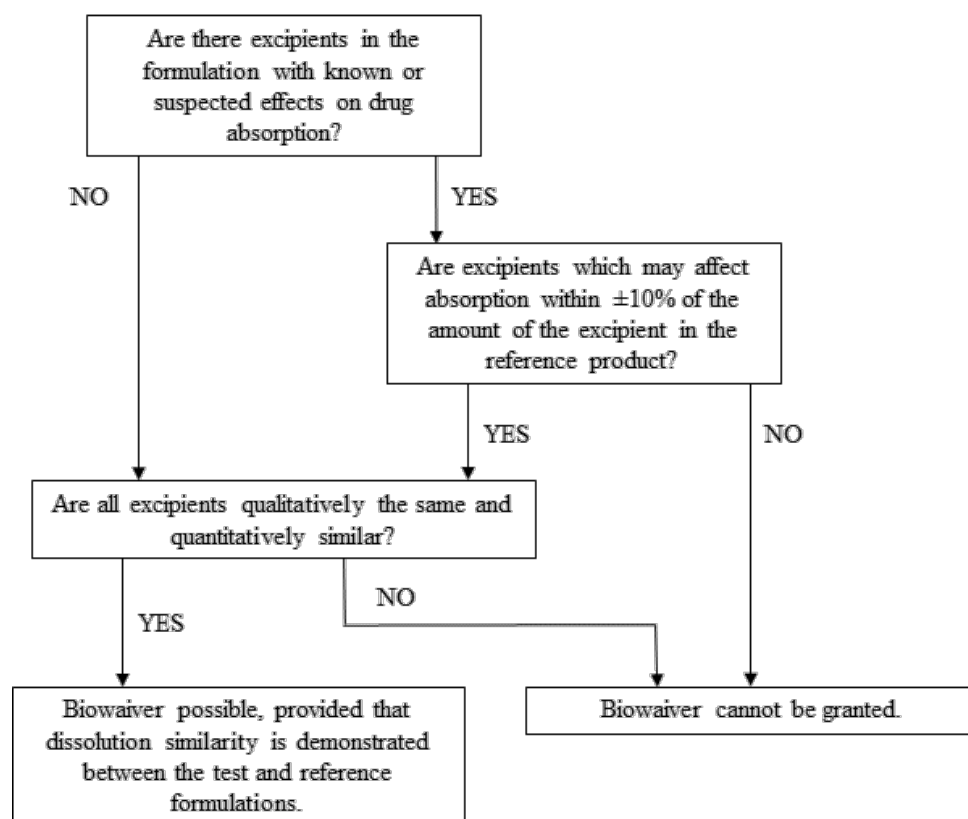 Are there excipients in the
formulation with known or
suspected effects on drug
absorption?
NO
YES
Are excipients which may affect
absorption within ±10% of the
amount of the excipient in the
reference product?
YES
NO
Are all excipients qualitatively the same and
quantitatively similar?
NO
YES
Biowaiver possible, provided that
dissolution similarity is demonstrated
between the test and reference
formulations.
Biowaiver cannot be granted.